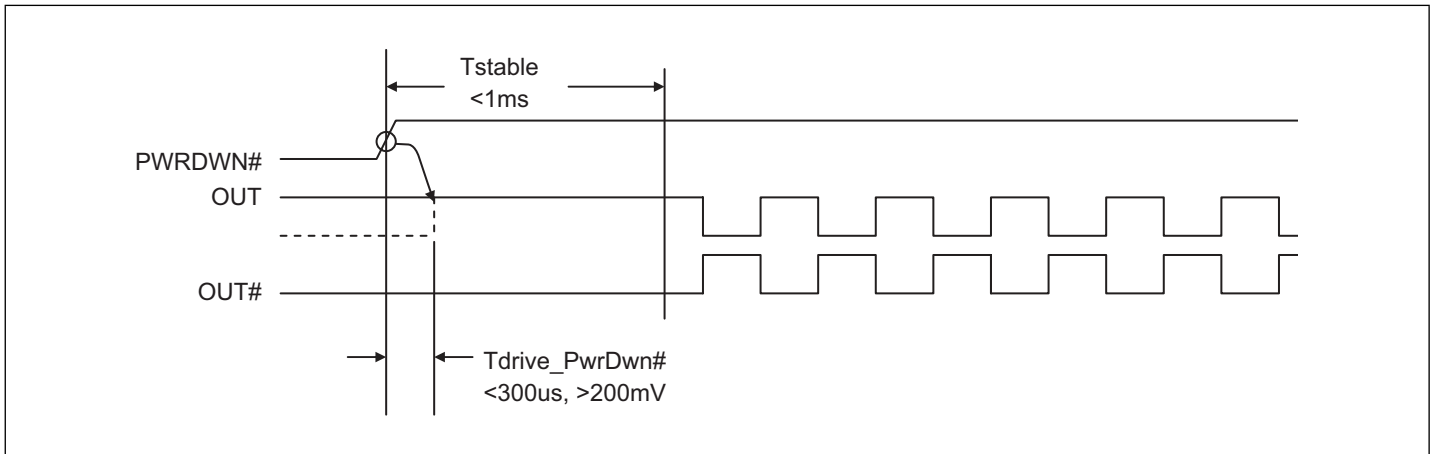 Tstable
<1ms
PWRDWN#
OUT
OUT#
Tdrive_PwrDwn#
<300us, >200mV